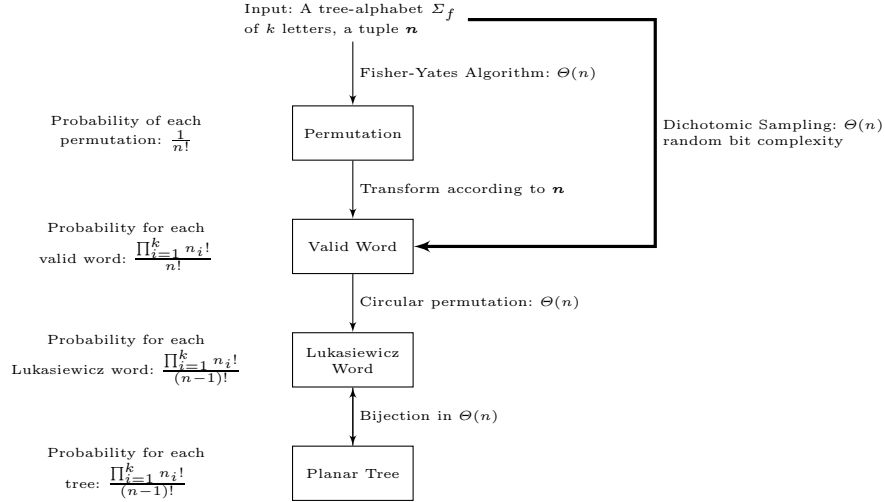 Input: A tree-alphabet Σ_f
of k letters, a tuple n
Fisher-Yates Algorithm: Θ(n)
Probability of each
permutation: 1/n!
Permutation
Dichotomic Sampling: Θ(n)
random bit complexity
Transform according to n
Probability for each
valid word: ∏_{i=1}^{k} n_i! / n!
Valid Word
Circular permutation: Θ(n)
Probability for each
Lukasiewicz word: ∏_{i=1}^{k} n_i! / (n−1)!
Lukasiewicz
Word
Bijection in Θ(n)
Probability for each
tree: ∏_{i=1}^{k} n_i! / (n−1)!
Planar Tree